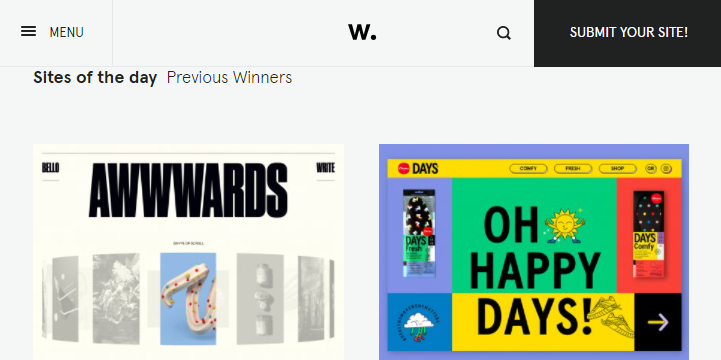 MENU
W.
SUBMIT YOUR SITE!
Sites of the day Previous Winners
BELLO
WRITE
AWWWARDS
DAYS
COMFY
FRESH
SHOP
OH
HAPPY
DAYS!
DAYS
Fresh
DAYS
Comfy